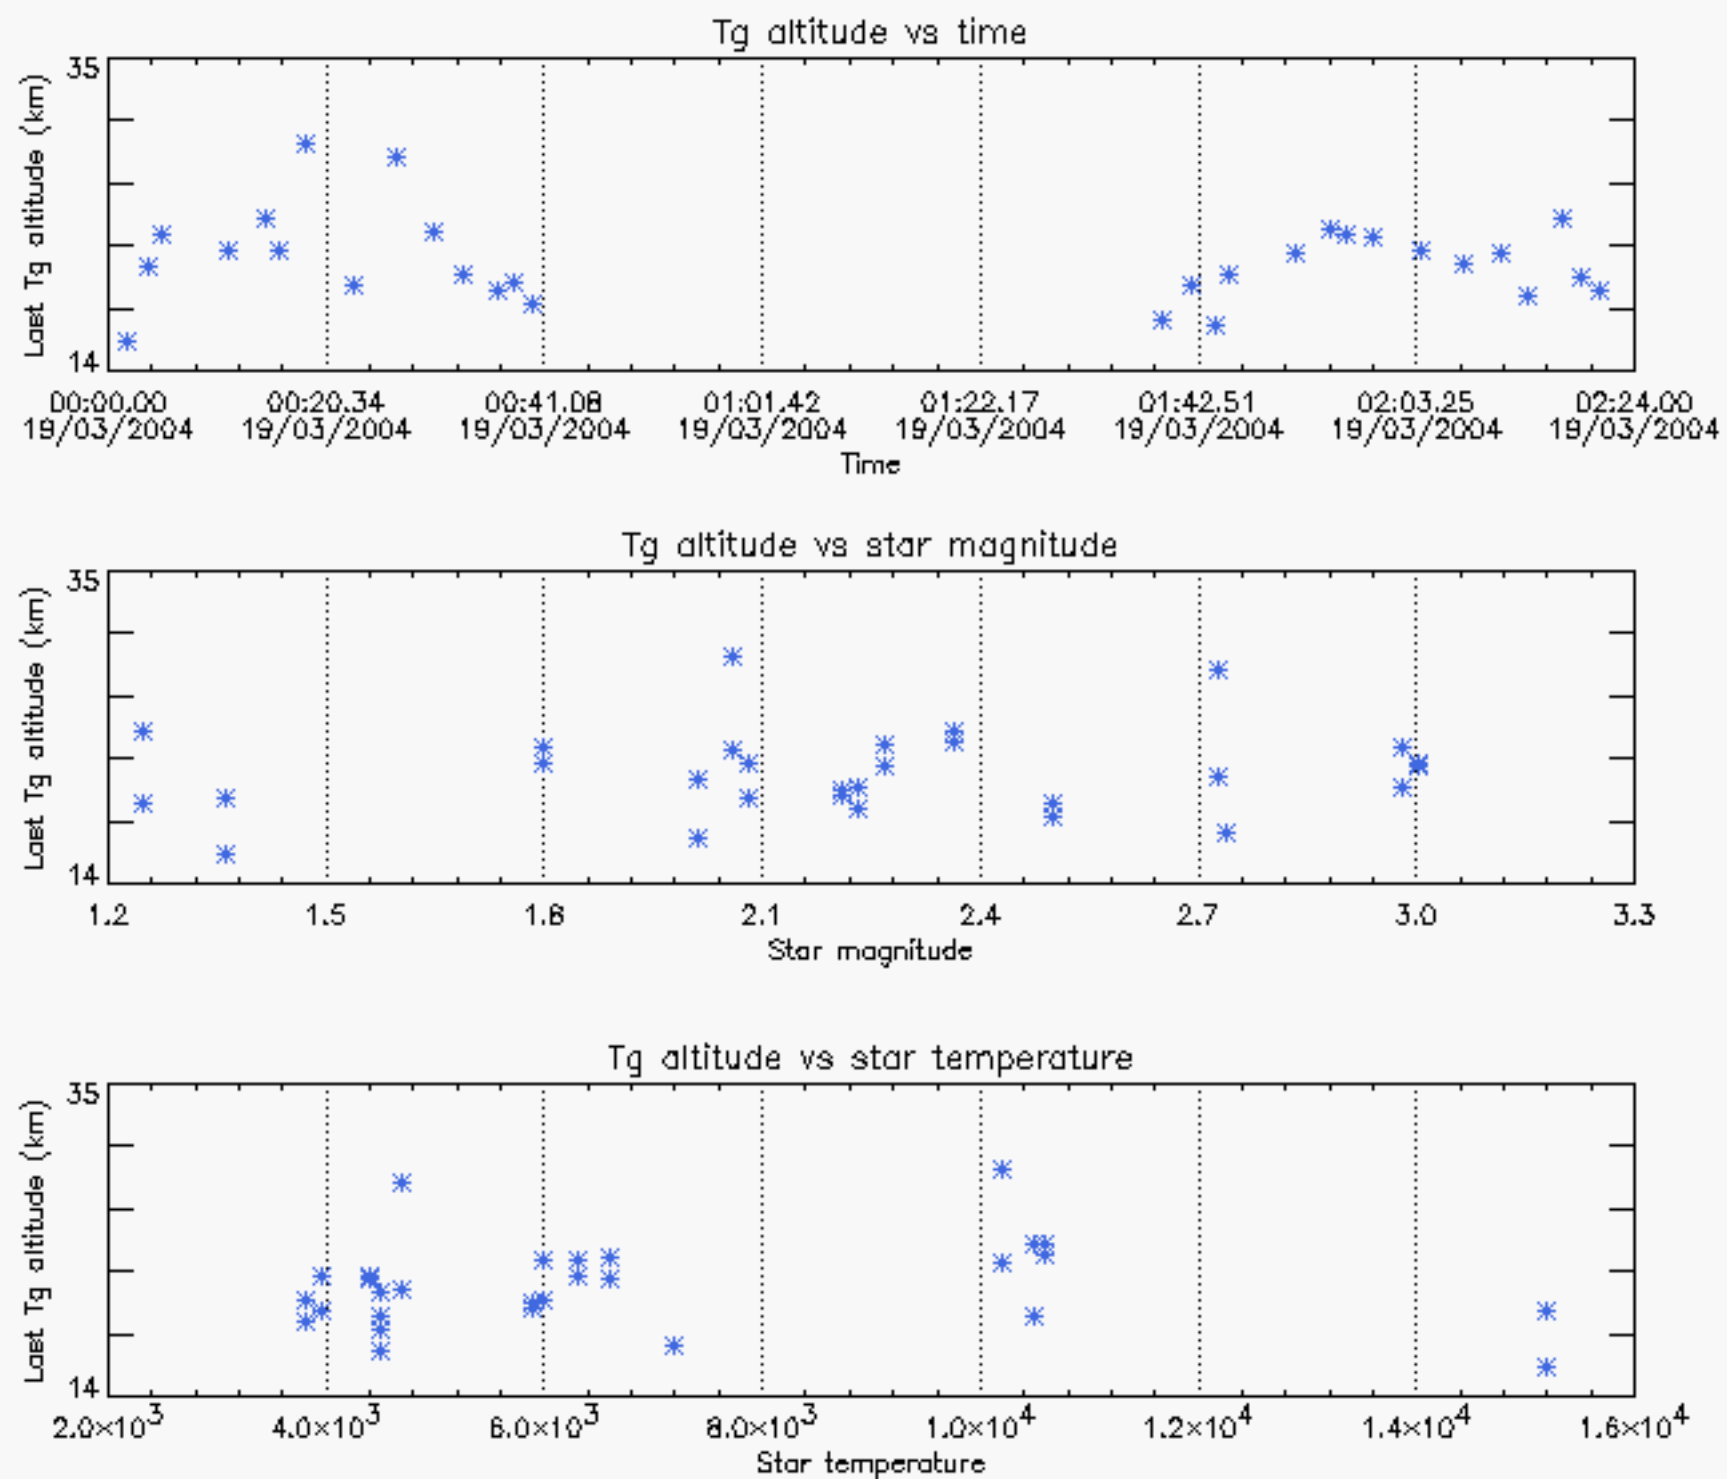 Tg altitude vs time
Last Tg altitude (km)
35
14
00:00.00 00:20.34 00:41.08 01:01.42 01:22.17 01:42.51 02:03.25 02:24.00
19/03/2004 19/03/2004 19/03/2004 19/03/2004 19/03/2004 19/03/2004 19/03/2004 19/03/2004
Time
Tg altitude vs star magnitude
Last Tg altitude (km)
35
14
1.2 1.5 1.8 2.1 2.4 2.7 3.0 3.3
Star magnitude
Tg altitude vs star temperature
Last Tg altitude (km)
35
14
2.0×10³ 4.0×10³ 6.0×10³ 8.0×10³ 1.0×10⁴ 1.2×10⁴ 1.4×10⁴ 1.6×10⁴
Star temperature